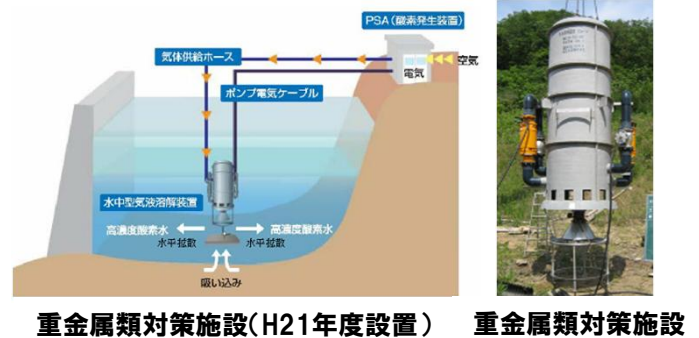 PSA(酸素発生装置)
気体供給ホース
空気
電気
ポンプ電気ケーブル
水中型気液溶解装置
高濃度酸素水 高濃度酸素水
水平拡散 水平拡散
吸い込み
重金属類対策施設(H21年度設置) 重金属類対策施設